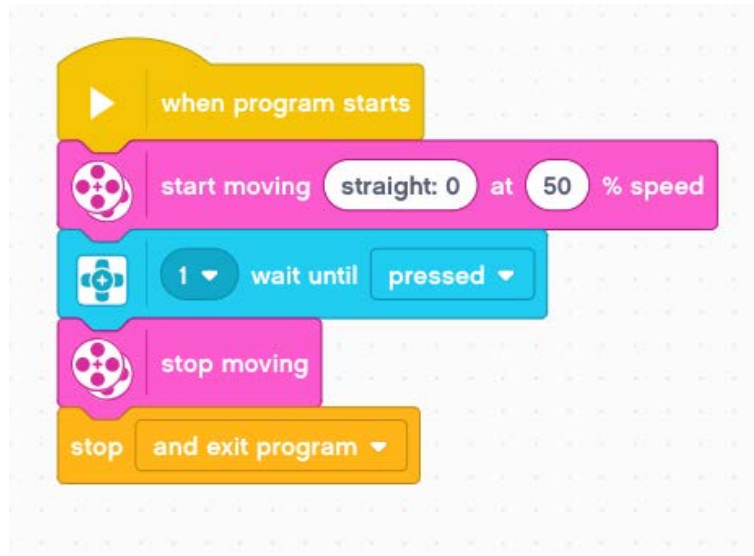 when program starts
start moving straight: 0 at 50 % speed
1 wait until pressed
stop moving
stop and exit program